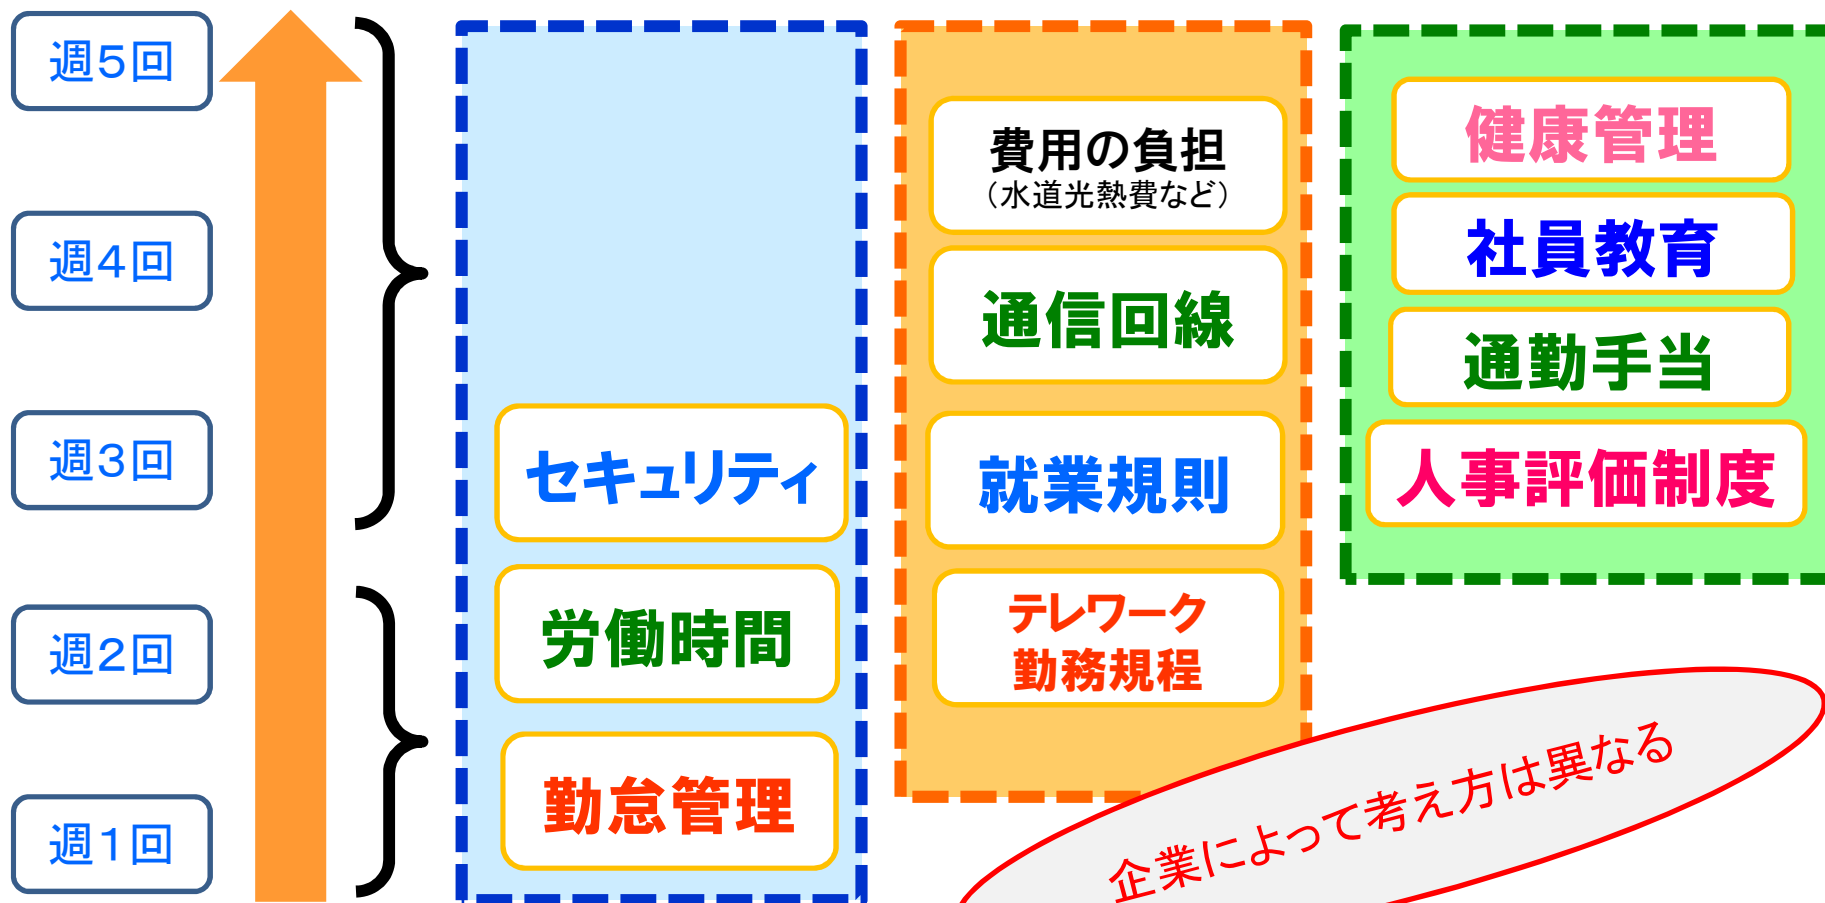 週5回
週4回
週3回
週2回
週1回
セキュリティ
労働時間
勤怠管理
費用の負担
（水道光熱費など）
通信回線
就業規則
テレワーク
勤務規程
健康管理
社員教育
通勤手当
人事評価制度
企業によって考え方は異なる